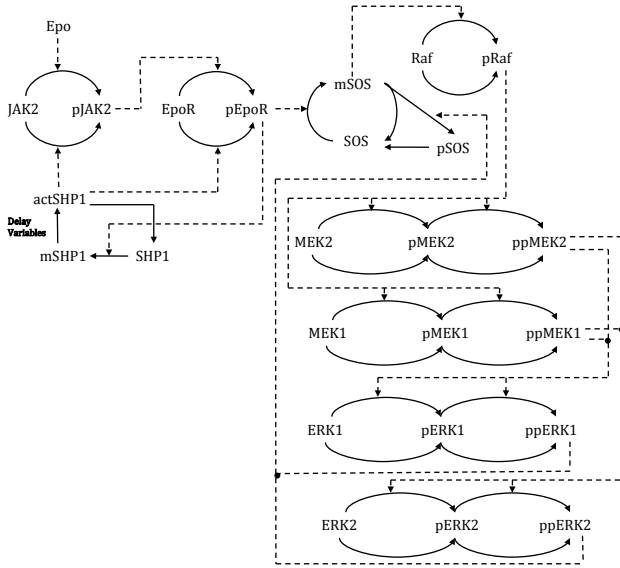 Epo
Raf pRaf
mSOS
JAK2 pJAK2 EpoR pEpoR
SOS
pSOS
actSHP1
Delay
Variables
mSHP1 SHP1
MEK2 pMEK2 ppMEK2
MEK1 pMEK1 ppMEK1
ERK1 pERK1 ppERK1
ERK2 pERK2 ppERK2